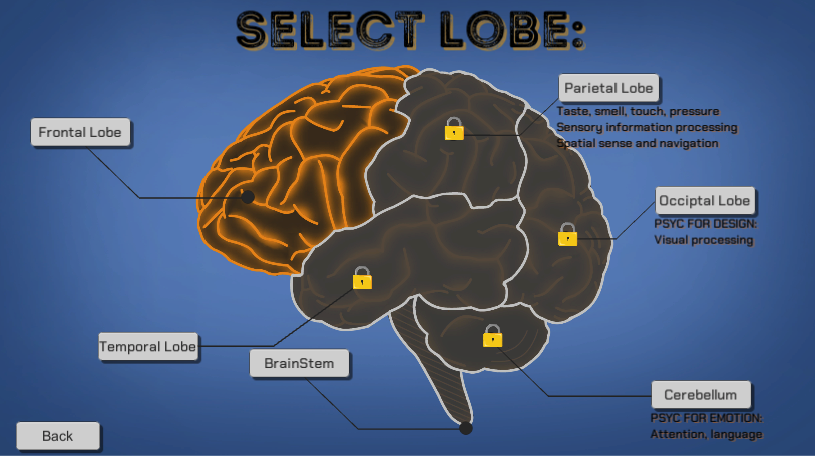 SELECT LOBE:
Parietal Lobe
Taste, smell, touch, pressure
Sensory information processing
Spatial sense and navigation
Frontal Lobe
Occiptal Lobe
PSYC FOR DESIGN:
Visual processing
Temporal Lobe
BrainStem
Cerebellum
PSYC FOR EMOTION:
Attention, language
Back